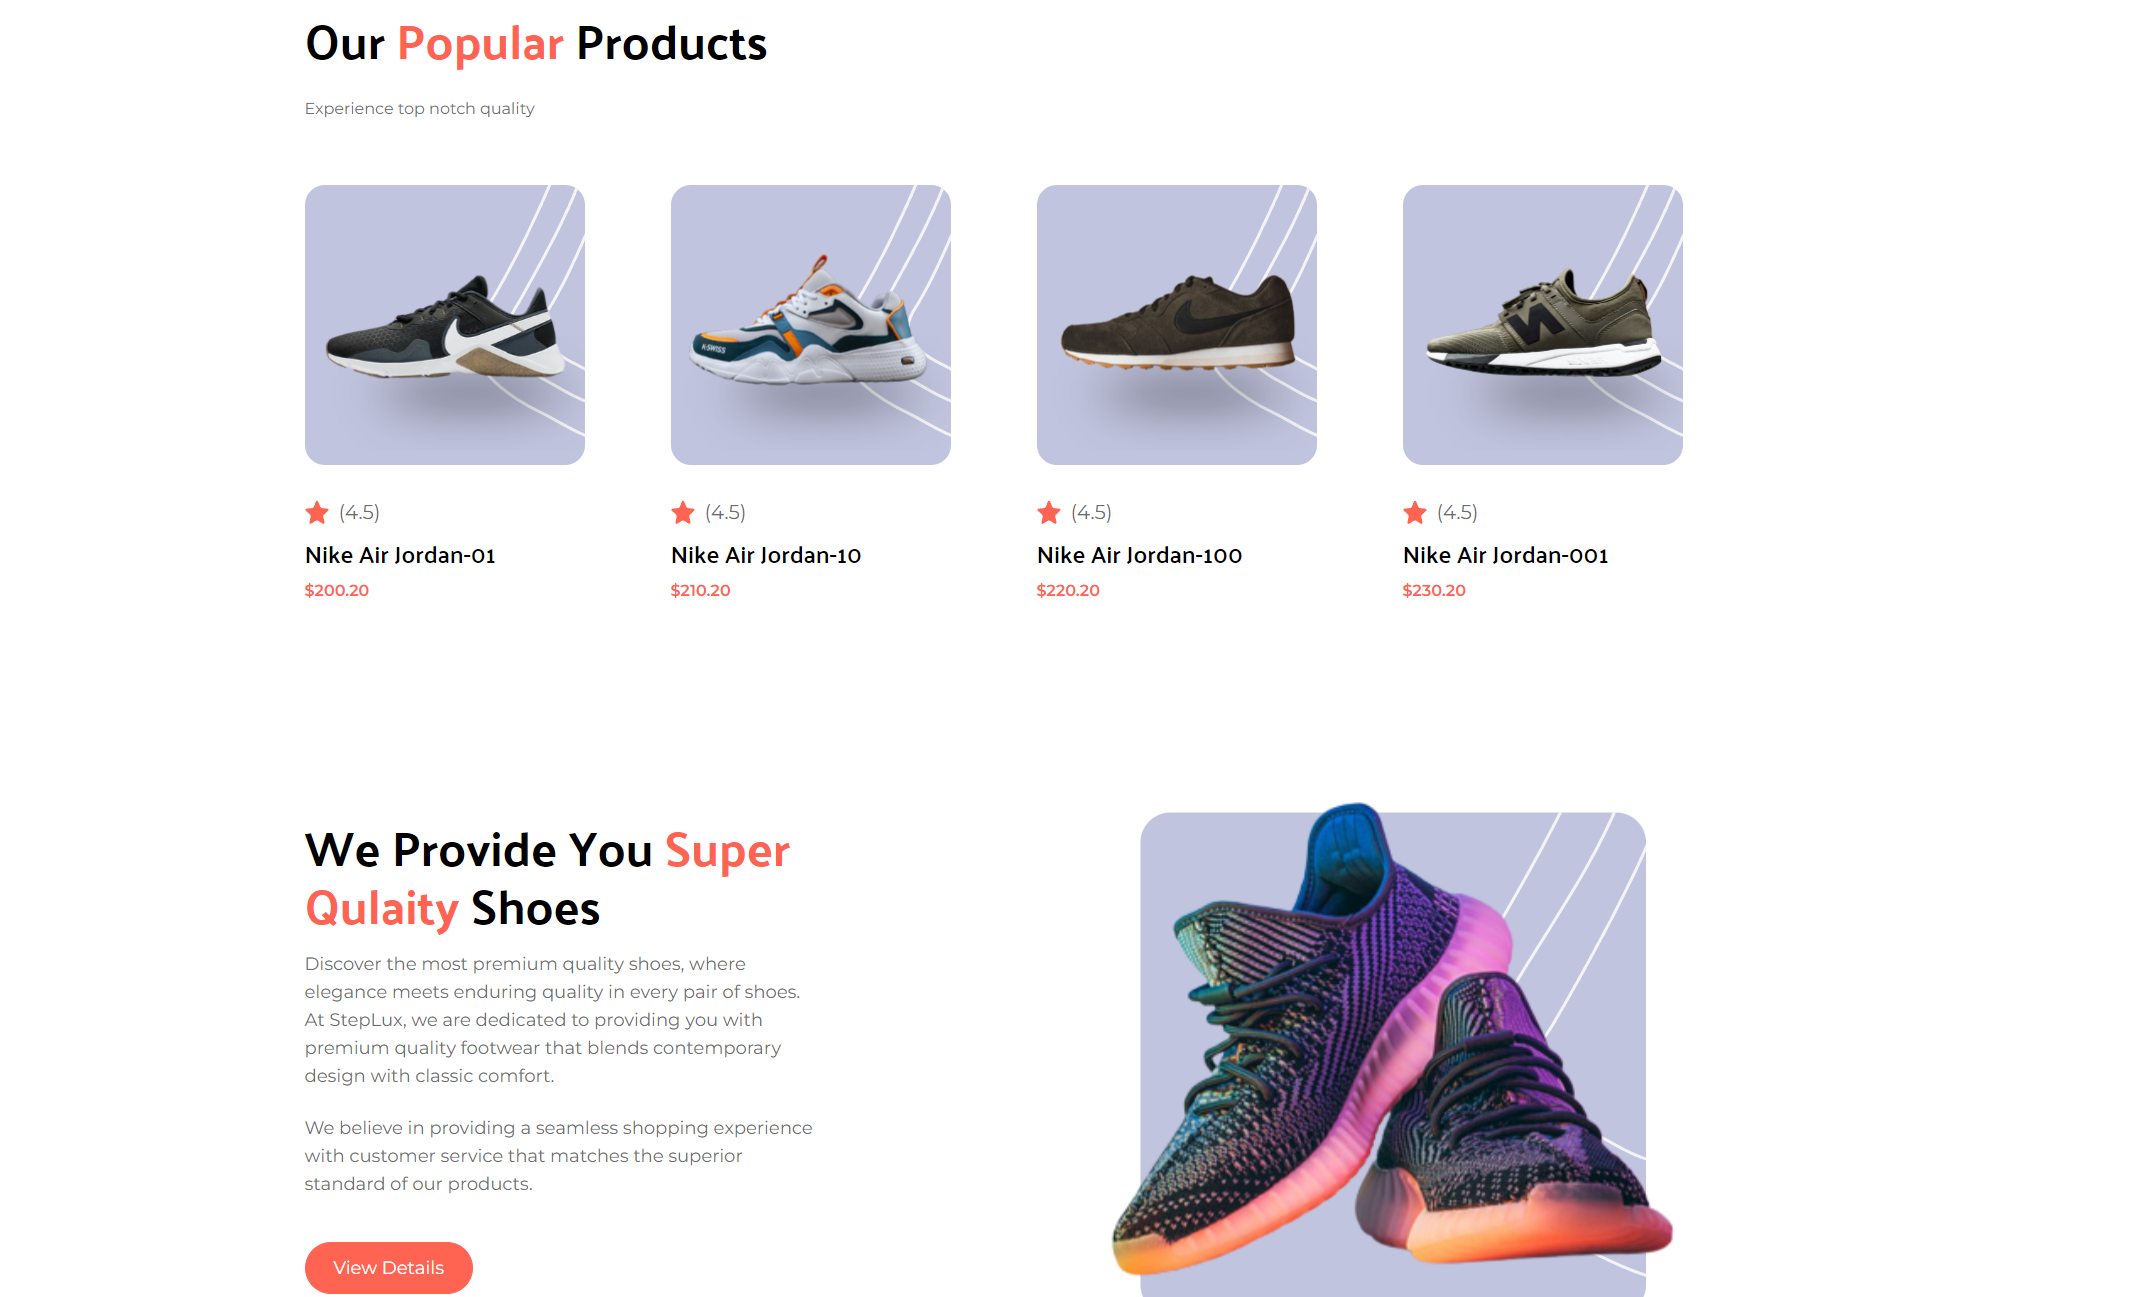 Our Popular Products
Experience top notch quality
K·SWISS
(4.5) (4.5) (4.5) (4.5)
Nike Air Jordan-01 Nike Air Jordan-10 Nike Air Jordan-100 Nike Air Jordan-001
$200.20 $210.20 $220.20 $230.20
We Provide You Super
Qulaity Shoes
Discover the most premium quality shoes, where
elegance meets enduring quality in every pair of shoes.
At StepLux, we are dedicated to providing you with
premium quality footwear that blends contemporary
design with classic comfort.
We believe in providing a seamless shopping experience
with customer service that matches the superior
standard of our products.
View Details